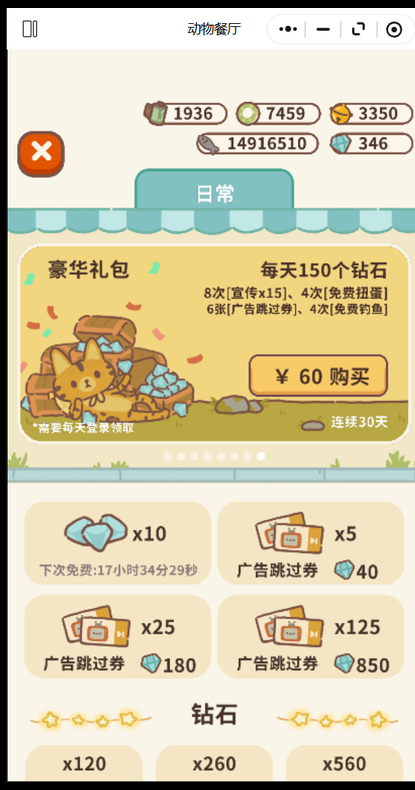 动物餐厅
1936 7459 3350
14916510 346
日常
豪华礼包
每天150个钻石
8次[宣传x15]、4次[免费扭蛋]
6张[广告跳过券]、4次[免费钓鱼]
¥ 60 购买
*需要每天登录领取
连续30天
x10
下次免费:17小时34分29秒
x5
广告跳过券 40
x25
广告跳过券 180
x125
广告跳过券 850
钻石
x120 x260 x560